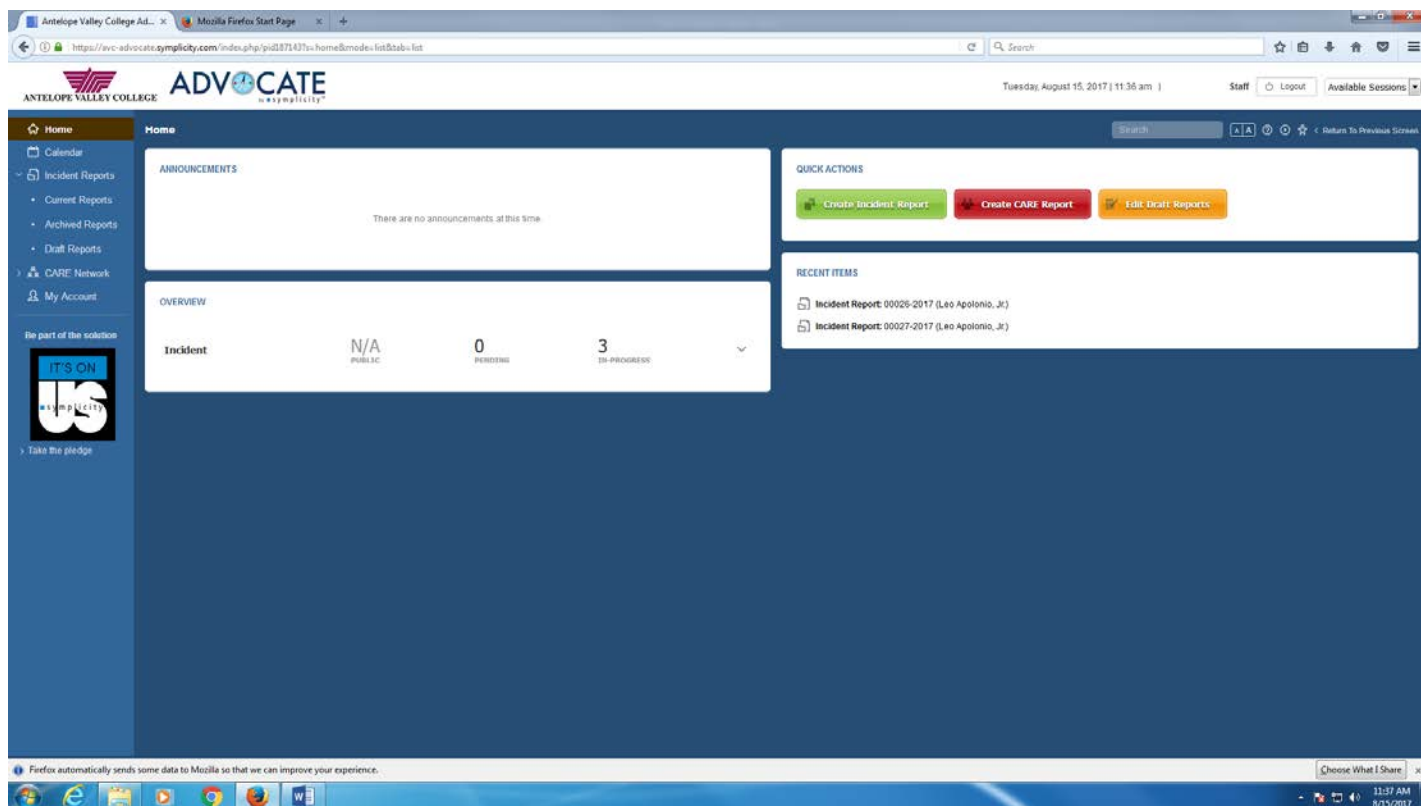 Antelope Valley College Ad...
Mozilla Firefox Start Page
https://avc-advocate.symplicity.com/index.php/pid187143?s=home&mode=list&tab=list
Search
ANTELOPE VALLEY COLLEGE
ADVOCATE
by symplicity
Tuesday, August 15, 2017 | 11:36 am |
Staff
Logout
Available Sessions
Home
Calendar
Incident Reports
Current Reports
Archived Reports
Draft Reports
CARE Network
My Account
Be part of the solution
IT'S ON
US
symplicity
Take the pledge
Home
Search
A A
Return To Previous Screen
ANNOUNCEMENTS
There are no announcements at this time.
OVERVIEW
Incident
N/A
PUBLIC
0
PENDING
3
IN-PROGRESS
QUICK ACTIONS
Create Incident Report
Create CARE Report
Edit Draft Reports
RECENT ITEMS
Incident Report: 00026-2017 (Leo Apolonio, Jr.)
Incident Report: 00027-2017 (Leo Apolonio, Jr.)
Firefox automatically sends some data to Mozilla so that we can improve your experience.
Choose What I Share
11:37 AM
8/15/2017